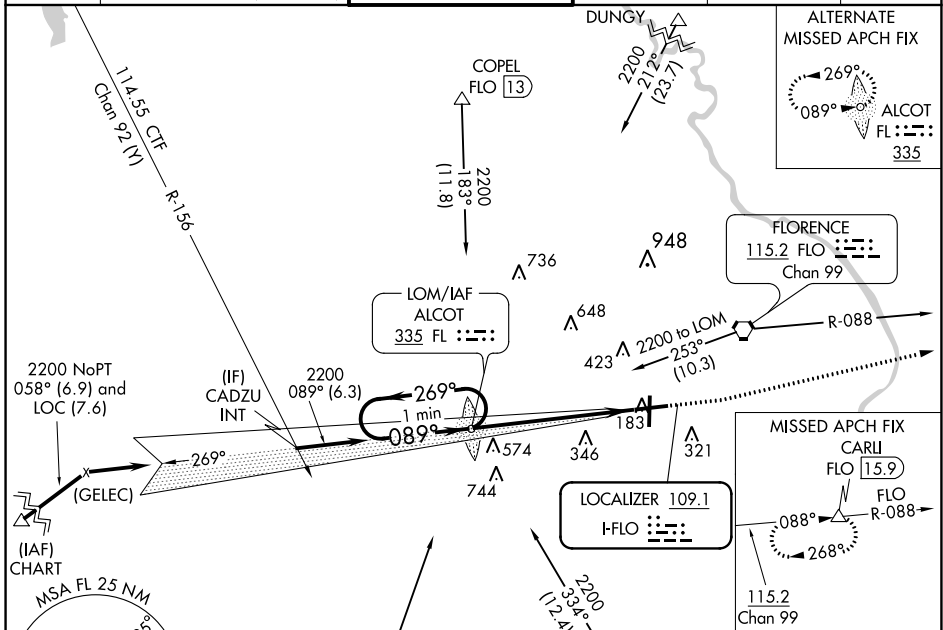 DUNGY
2200
212°
(23.7)
ALTERNATE
MISSED APCH FIX
269°
089°
ALCOT
FL
335
COPEL
FLO 13
2200
183°
(11.8)
114.55 CTF
Chan 92 (Y)
R-156
736
948
648
423
FLORENCE
115.2 FLO
Chan 99
R-088
2200 to LOM
253°
(10.3)
LOM/IAF
ALCOT
335 FL
2200 NoPT
058° (6.9) and
LOC (7.6)
(IF)
CADZU
INT
2200
089° (6.3)
269°
1 min
089°
269°
(GELEC)
(IAF)
CHART
574
744
346
183
321
LOCALIZER 109.1
I-FLO
MISSED APCH FIX
CARLI
FLO 15.9
FLO
R-088
088°
268°
115.2
Chan 99
2200
334°
(12.4)
MSA FL 25 NM